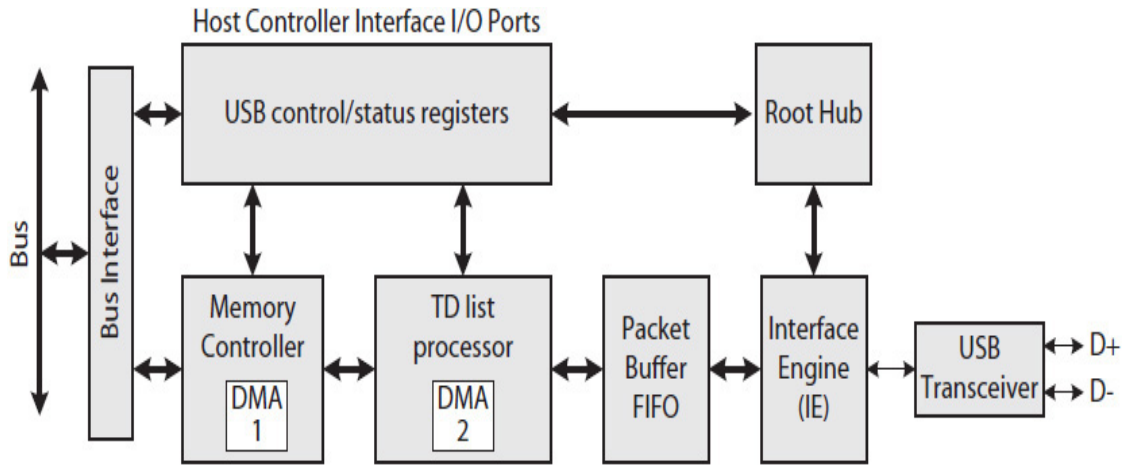 Host Controller Interface I/O Ports
USB control/status registers
Root Hub
Bus
Bus Interface
Memory
Controller
DMA
1
TD list
processor
DMA
2
Packet
Buffer
FIFO
Interface
Engine
(IE)
USB
Transceiver
D+
D-